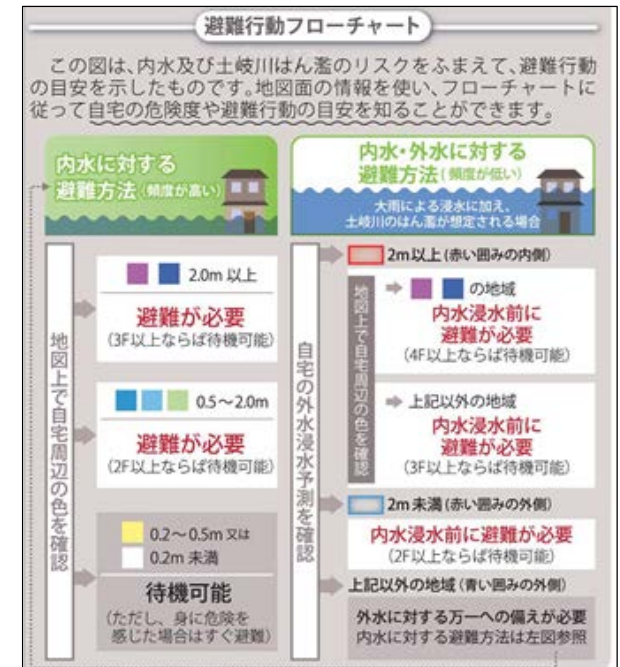 避難行動フローチャート
この図は、内水及び土岐川はん濫のリスクをふまえて、避難行動
の目安を示したものです。地図面の情報を使い、フローチャートに
従って自宅の危険度や避難行動の目安を知ることができます。
内水に対する
避難方法(頻度が高い)
地図上で自宅周辺の色を確認
2.0m 以上
避難が必要
(3F以上ならば待機可能)
0.5～2.0m
避難が必要
(2F以上ならば待機可能)
0.2～0.5m 又は
0.2m 未満
待機可能
(ただし、身に危険を
感じた場合はすぐ避難)
内水・外水に対する
避難方法(頻度が低い)
大雨による浸水に加え、
土岐川のはん濫が想定される場合
自宅の外水浸水予測を確認
2m以上(赤い囲みの内側)
地図上で自宅周辺の色を確認
の地域
内水浸水前に
避難が必要
(4F以上ならば待機可能)
上記以外の地域
内水浸水前に
避難が必要
(3F以上ならば待機可能)
2m 未満(赤い囲みの外側)
内水浸水前に避難が必要
(2F以上ならば待機可能)
上記以外の地域(青い囲みの外側)
外水に対する万一への備えが必要
内水に対する避難方法は左図参照